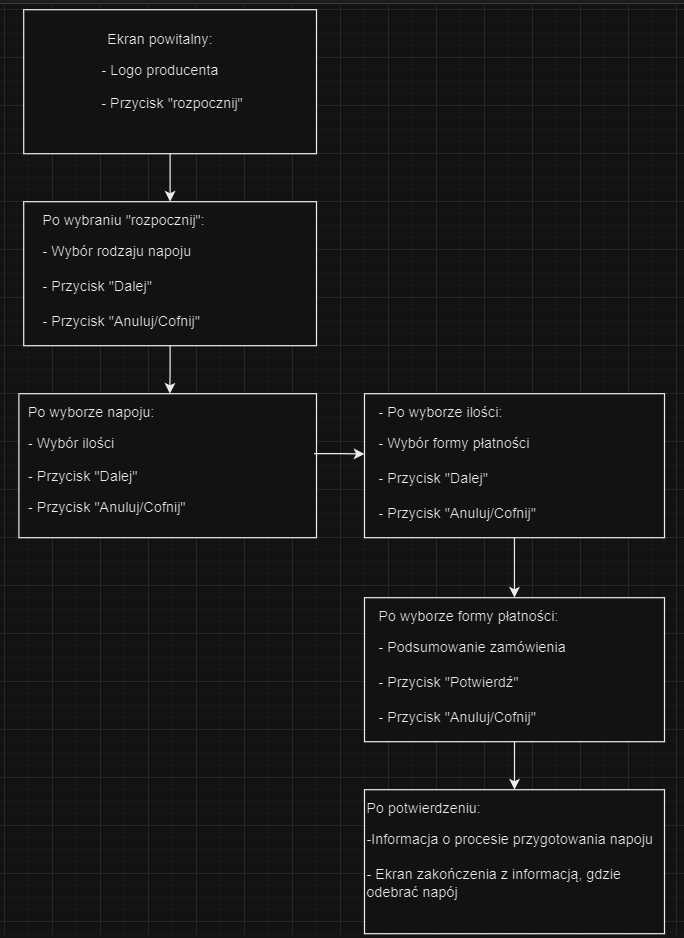 Ekran powitalny:
- Logo producenta
- Przycisk "rozpocznij"
Po wybraniu "rozpocznij":
- Wybór rodzaju napoju
- Przycisk "Dalej"
- Przycisk "Anuluj/Cofnij"
Po wyborze napoju:
- Wybór ilości
- Przycisk "Dalej"
- Przycisk "Anuluj/Cofnij"
- Po wyborze ilości:
- Wybór formy płatności
- Przycisk "Dalej"
- Przycisk "Anuluj/Cofnij"
Po wyborze formy płatności:
- Podsumowanie zamówienia
- Przycisk "Potwierdź"
- Przycisk "Anuluj/Cofnij"
Po potwierdzeniu:
-Informacja o procesie przygotowania napoju
- Ekran zakończenia z informacją, gdzie
odebrać napój